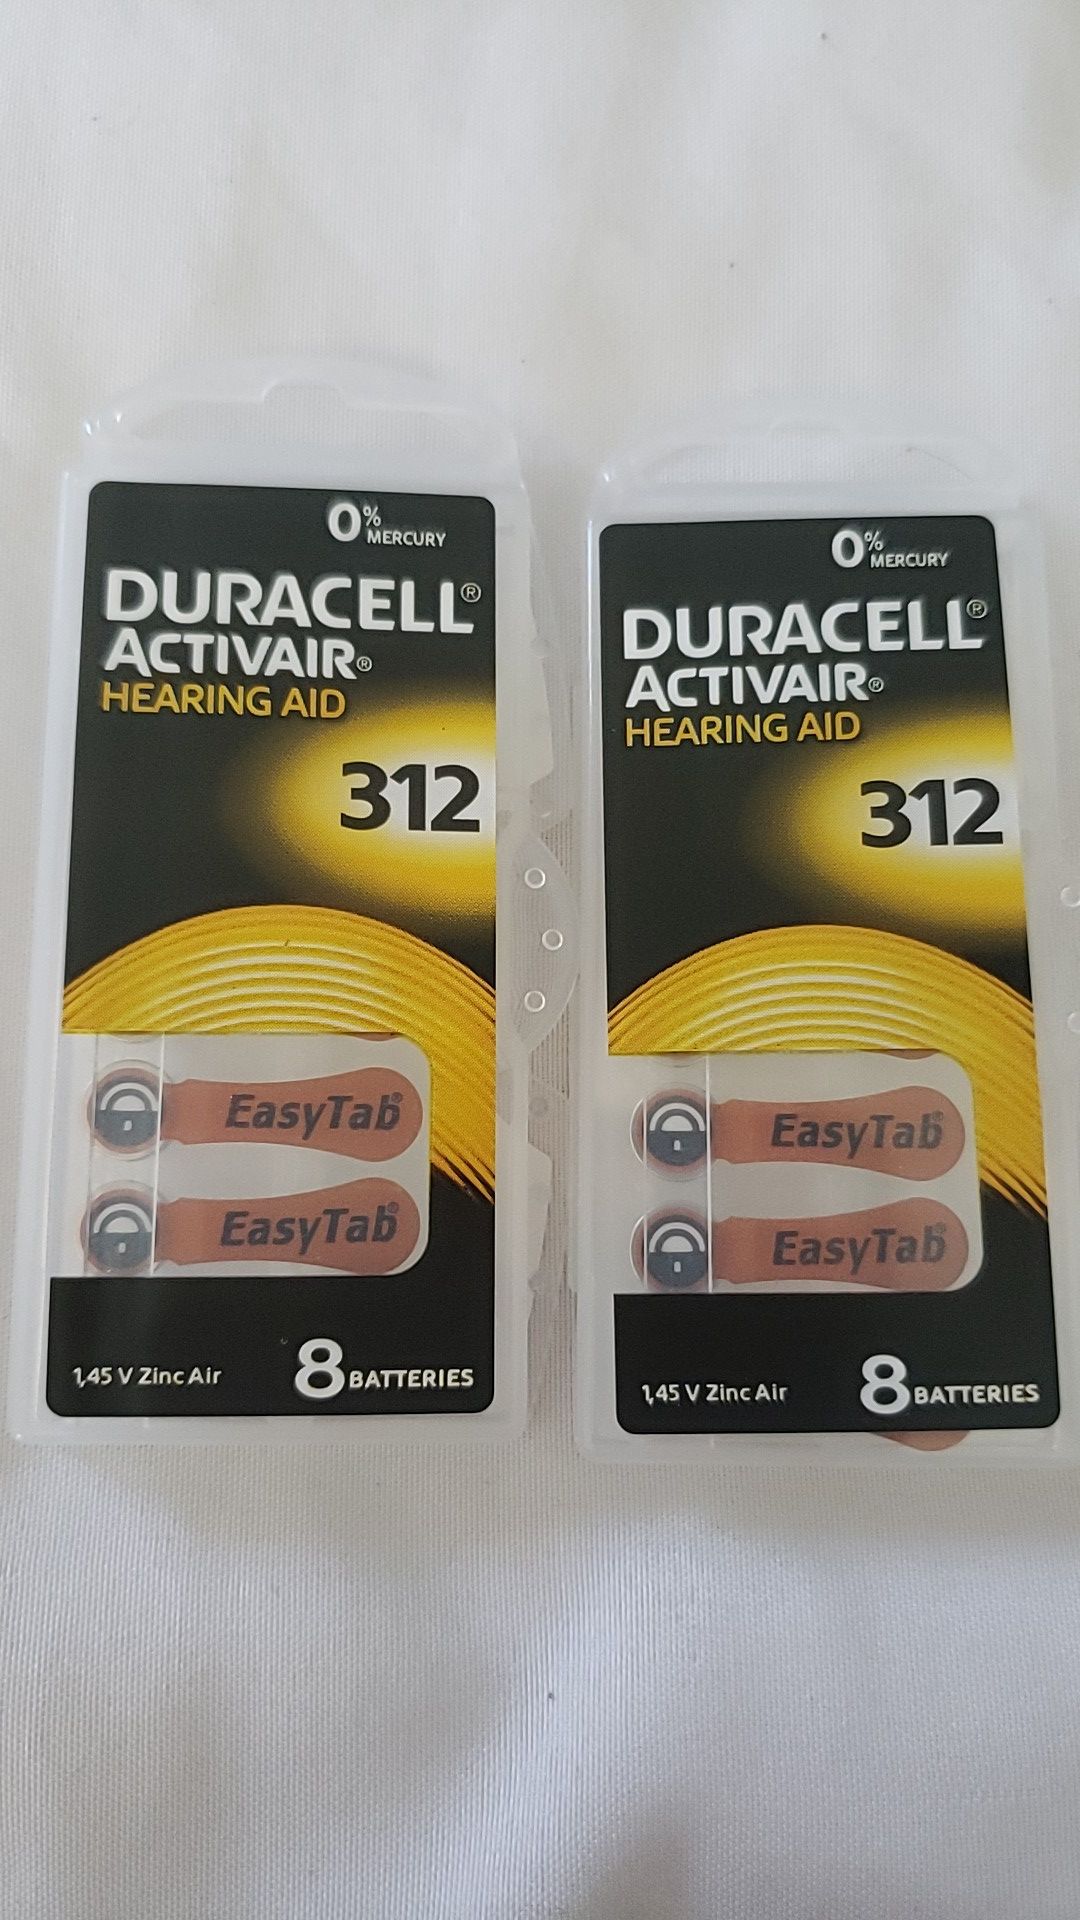 0% MERCURY
DURACELL®
ACTIVAIR®
HEARING AID
312
EasyTab®
EasyTab®
1,45 V Zinc Air
8 BATTERIES
0% MERCURY
DURACELL®
ACTIVAIR®
HEARING AID
312
EasyTab®
EasyTab®
1,45 V Zinc Air
8 BATTERIES